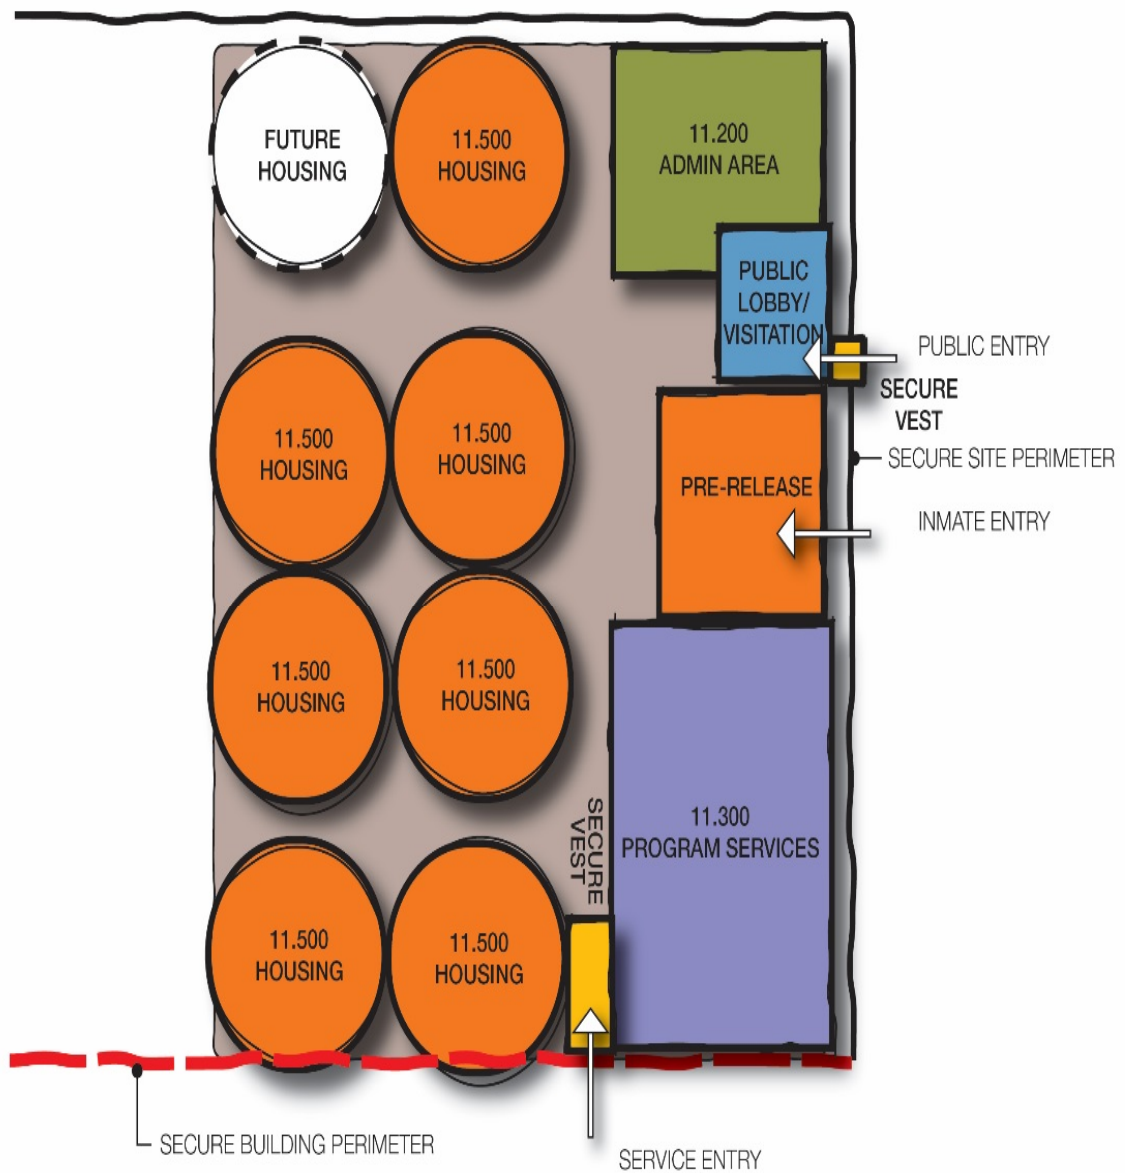 FUTURE
HOUSING
11.500
HOUSING
11.200
ADMIN AREA
PUBLIC
LOBBY/
VISITATION
PUBLIC ENTRY
SECURE
VEST
SECURE SITE PERIMETER
11.500
HOUSING
11.500
HOUSING
PRE-RELEASE
INMATE ENTRY
11.500
HOUSING
11.500
HOUSING
SECURE
VEST
11.300
PROGRAM SERVICES
11.500
HOUSING
11.500
HOUSING
SECURE BUILDING PERIMETER
SERVICE ENTRY